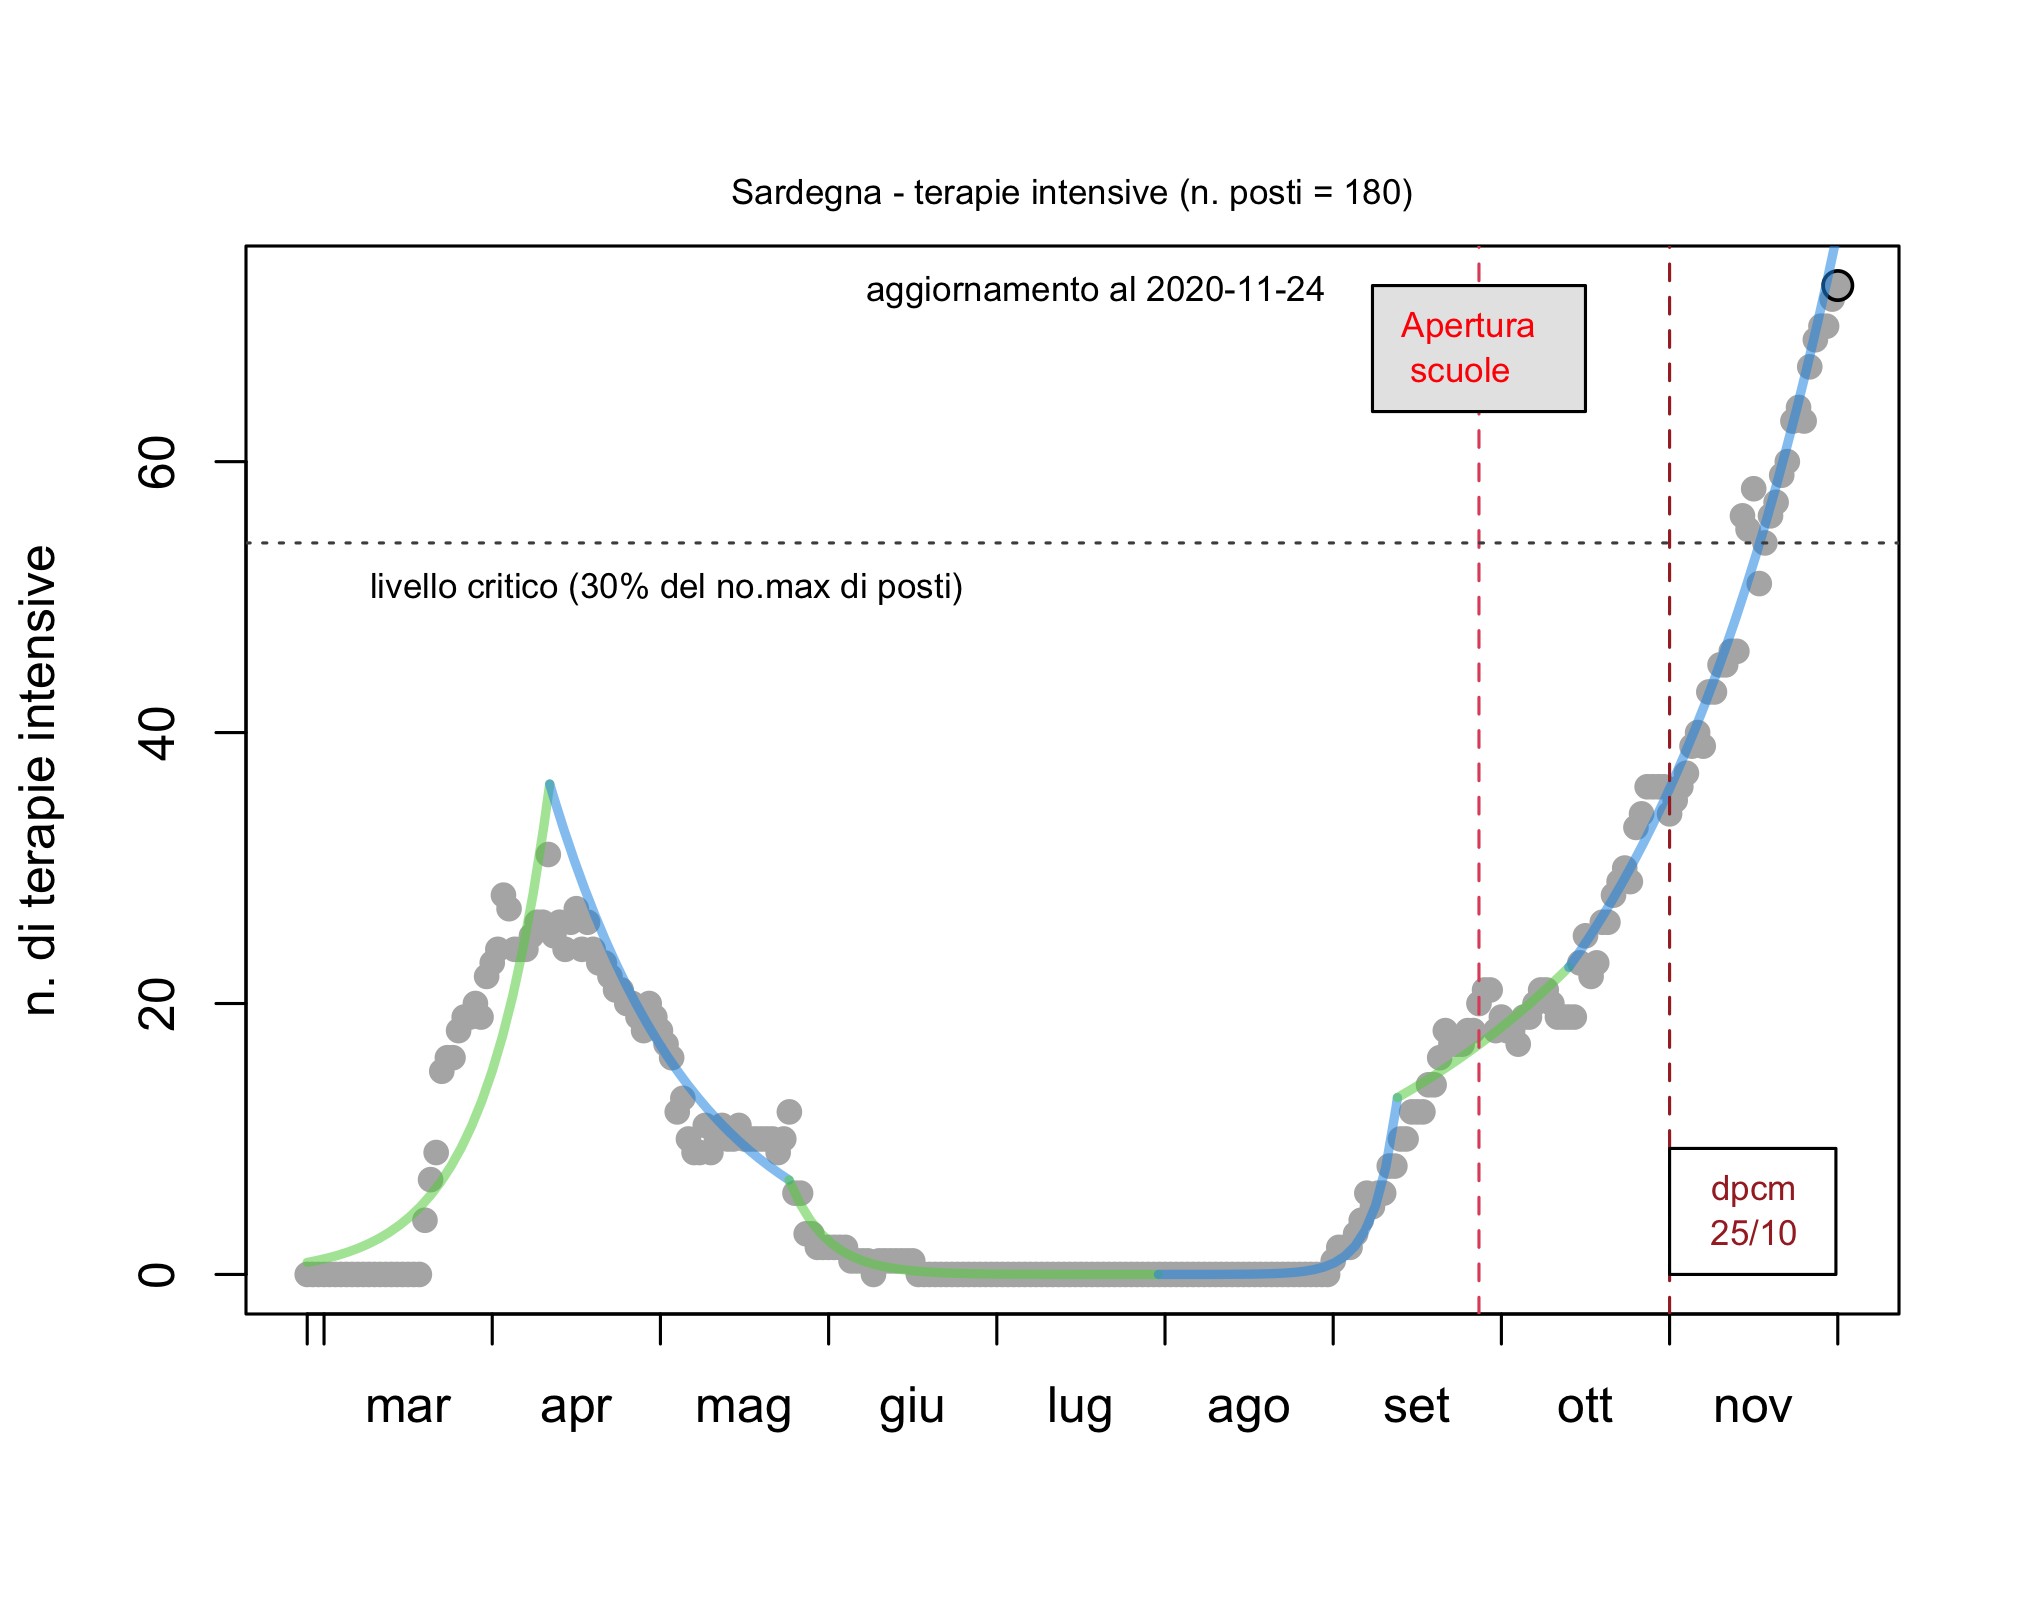 Sardegna - terapie intensive (n. posti = 180)
aggiornamento al 2020-11-24
Apertura
scuole
livello critico (30% del no.max di posti)
n. di terapie intensive
60
40
20
0
dpcm
25/10
mar apr mag giu lug ago set ott nov